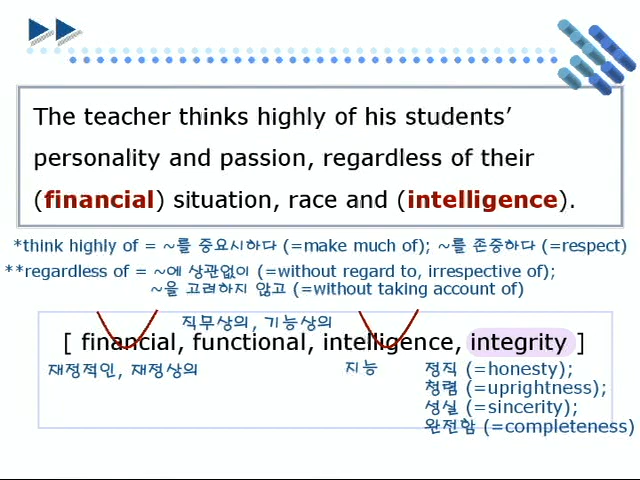 The teacher thinks highly of his students’
personality and passion, regardless of their
(financial) situation, race and (intelligence).
*think highly of = ~를 중요시하다 (=make much of); ~를 존중하다 (=respect)
**regardless of = ~에 상관없이 (=without regard to, irrespective of);
~을 고려하지 않고 (=without taking account of)
직무상의, 기능상의
[ financial, functional, intelligence, integrity ]
재정적인, 재정상의
지능
정직 (=honesty);
청렴 (=uprightness);
성실 (=sincerity);
완전함 (=completeness)